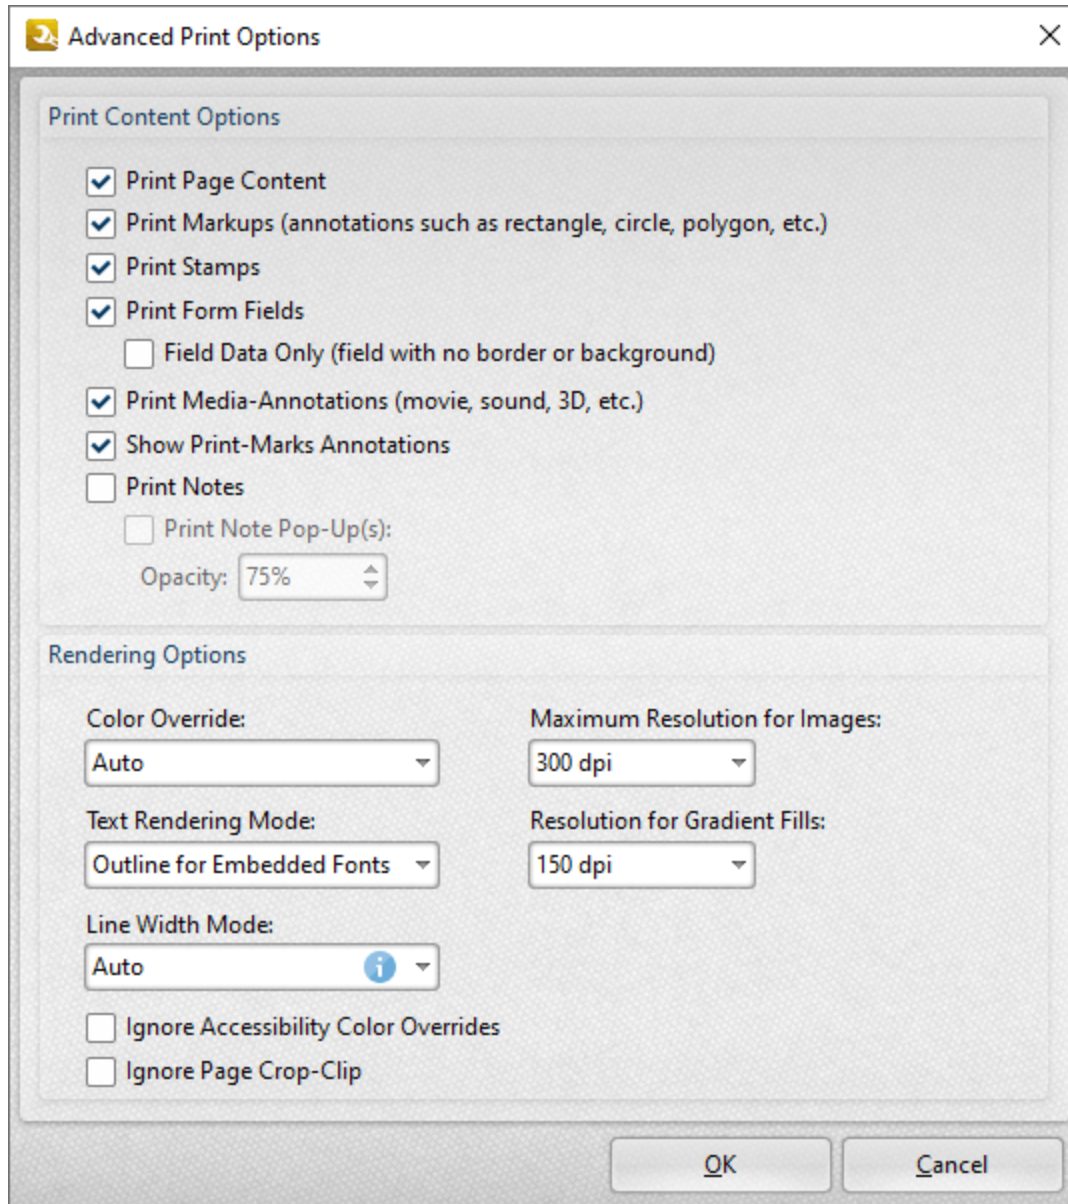 Advanced Print Options
Print Content Options
Print Page Content
Print Markups (annotations such as rectangle, circle, polygon, etc.)
Print Stamps
Print Form Fields
Field Data Only (field with no border or background)
Print Media-Annotations (movie, sound, 3D, etc.)
Show Print-Marks Annotations
Print Notes
Print Note Pop-Up(s):
Opacity: 75%
Rendering Options
Color Override: Maximum Resolution for Images:
Auto 300 dpi
Text Rendering Mode: Resolution for Gradient Fills:
Outline for Embedded Fonts 150 dpi
Line Width Mode:
Auto
Ignore Accessibility Color Overrides
Ignore Page Crop-Clip
OK Cancel